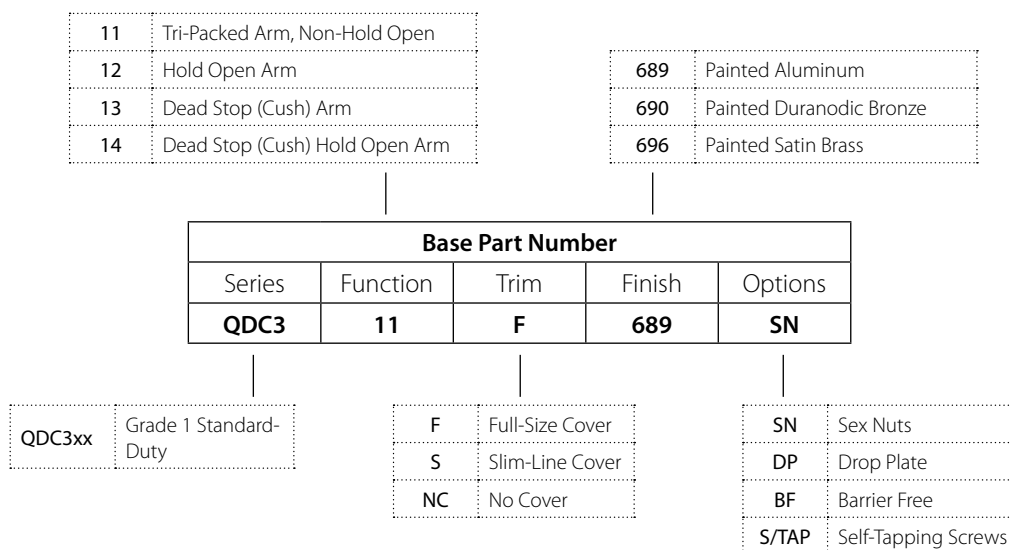 11 Tri-Packed Arm, Non-Hold Open
12 Hold Open Arm
13 Dead Stop (Cush) Arm
14 Dead Stop (Cush) Hold Open Arm
689 Painted Aluminum
690 Painted Duranodic Bronze
696 Painted Satin Brass
Base Part Number
Series Function Trim Finish Options
QDC3 11 F 689 SN
QDC3xx Grade 1 Standard-
Duty
F Full-Size Cover
S Slim-Line Cover
NC No Cover
SN Sex Nuts
DP Drop Plate
BF Barrier Free
S/TAP Self-Tapping Screws